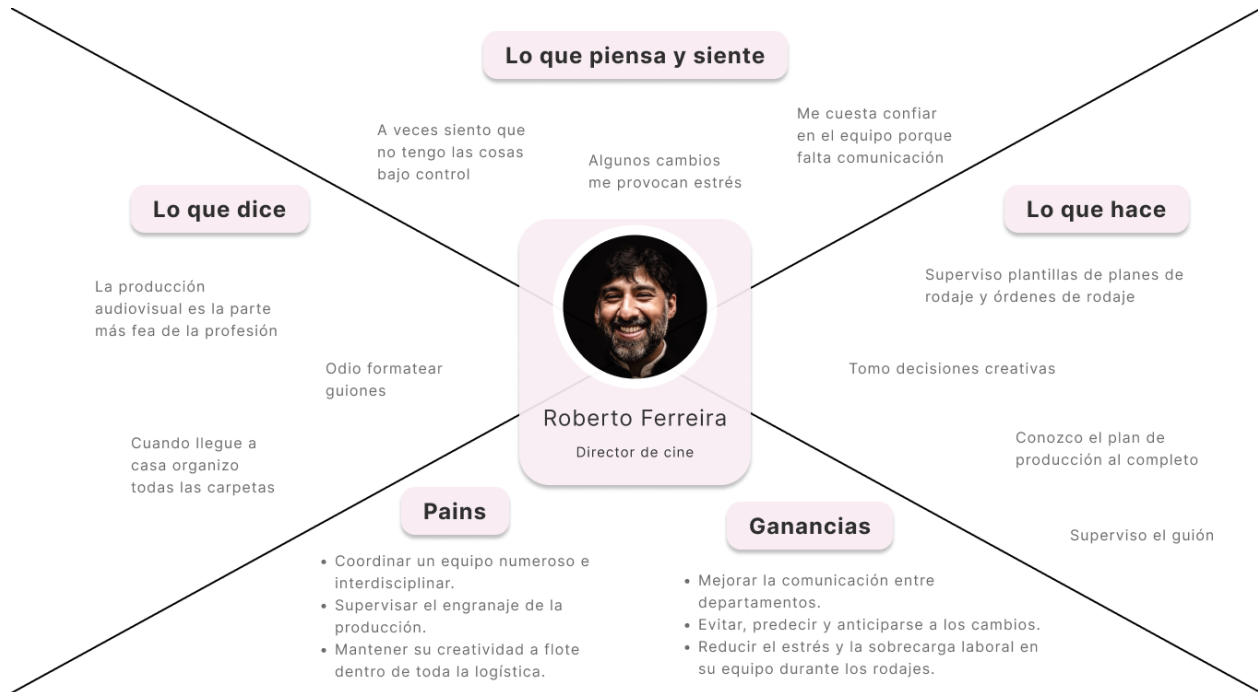 Lo que piensa y siente
A veces siento que
no tengo las cosas
bajo control
Algunos cambios
me provocan estrés
Me cuesta confiar
en el equipo porque
falta comunicación
Lo que dice
La producción
audiovisual es la parte
más fea de la profesión
Odio formatear
guiones
Cuando llegue a
casa organizo
todas las carpetas
Roberto Ferreira
Director de cine
Lo que hace
Superviso plantillas de planes de
rodaje y órdenes de rodaje
Tomo decisiones creativas
Conozco el plan de
producción al completo
Superviso el guión
Pains
• Coordinar un equipo numeroso e
interdisciplinar.
• Supervisar el engranaje de la
producción.
• Mantener su creatividad a flote
dentro de toda la logística.
Ganancias
• Mejorar la comunicación entre
departamentos.
• Evitar, predecir y anticiparse a los cambios.
• Reducir el estrés y la sobrecarga laboral en
su equipo durante los rodajes.